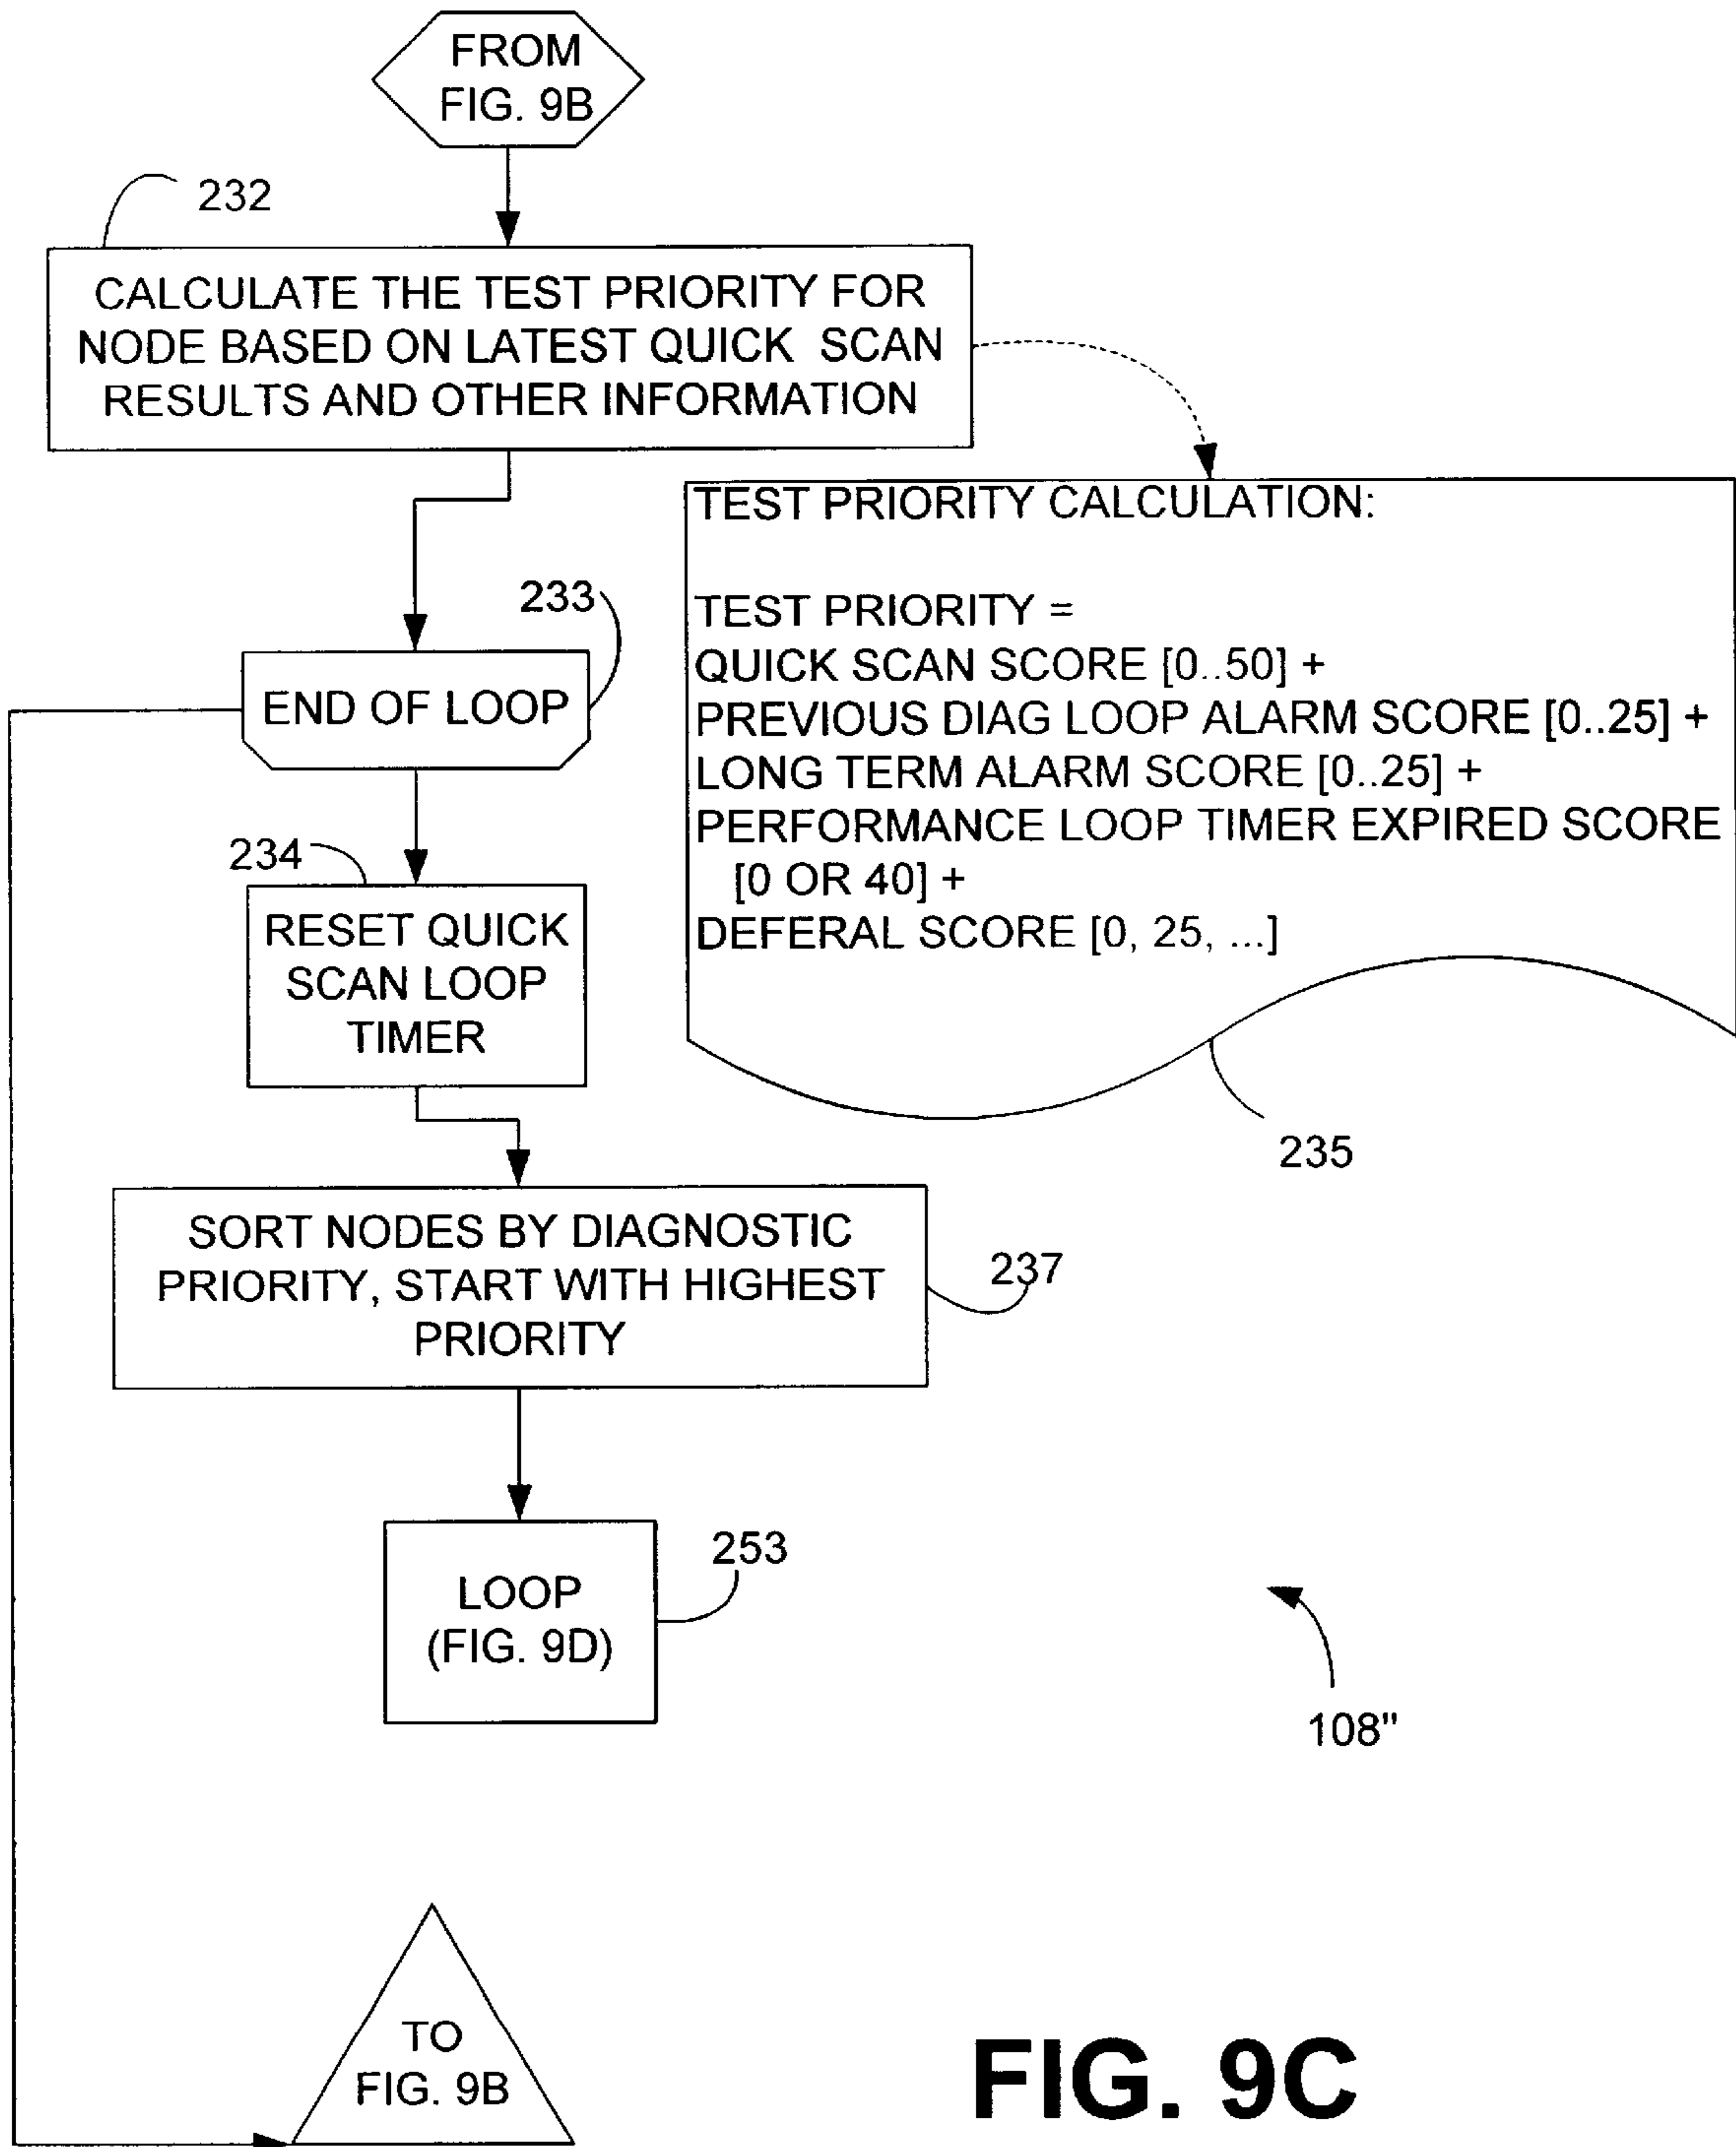 FROM
FIG. 9B
232
CALCULATE THE TEST PRIORITY FOR
NODE BASED ON LATEST QUICK SCAN
RESULTS AND OTHER INFORMATION
TEST PRIORITY CALCULATION:
TEST PRIORITY =
QUICK SCAN SCORE [0..50] +
PREVIOUS DIAG LOOP ALARM SCORE [0..25] +
LONG TERM ALARM SCORE [0..25] +
PERFORMANCE LOOP TIMER EXPIRED SCORE
[0 OR 40] +
DEFERAL SCORE [0, 25, ...]
235
233
END OF LOOP
234
RESET QUICK
SCAN LOOP
TIMER
SORT NODES BY DIAGNOSTIC
PRIORITY, START WITH HIGHEST
PRIORITY
237
LOOP
(FIG. 9D)
253
108"
TO
FIG. 9B
FIG. 9C